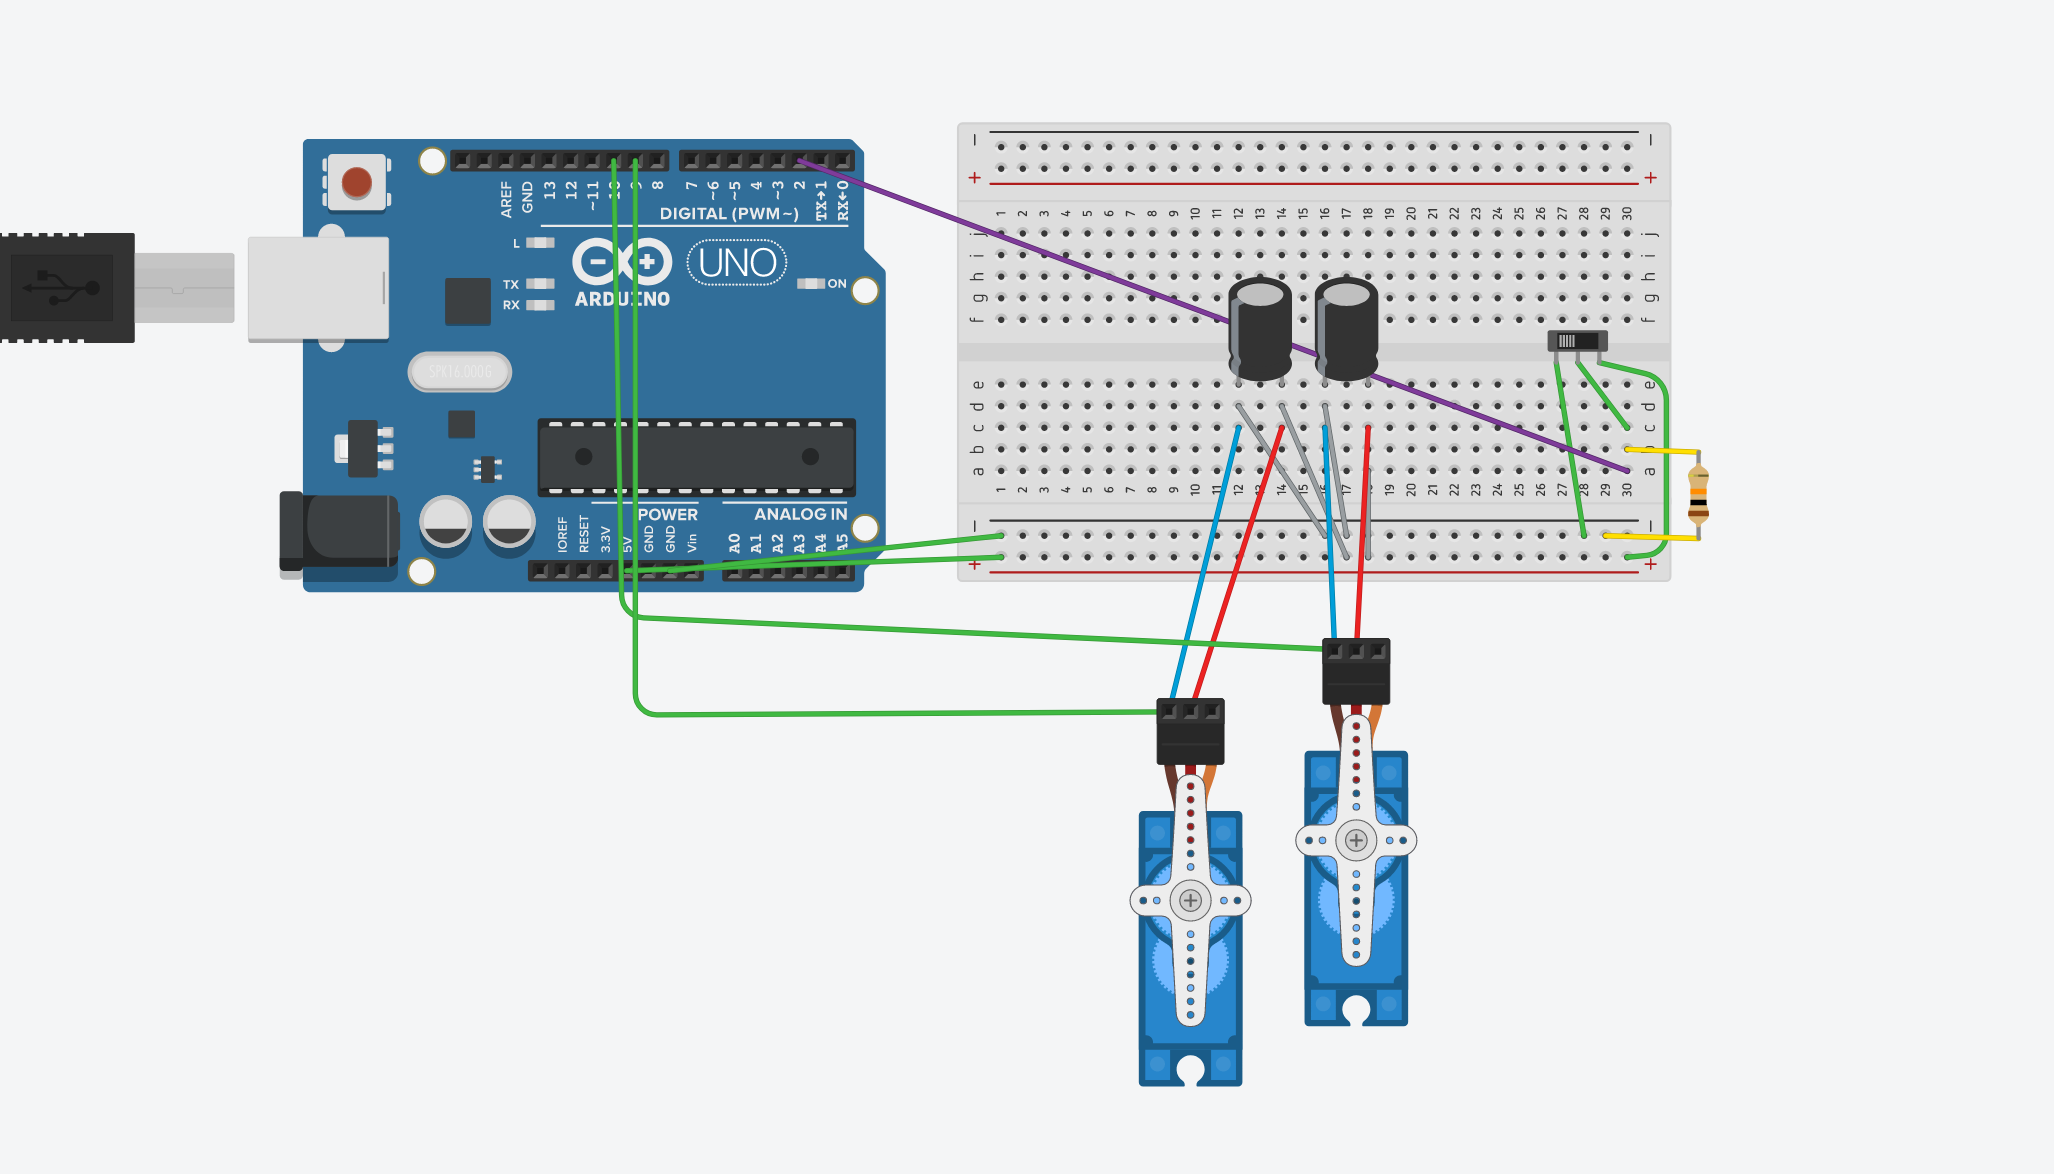 AREF
GND
13
12
~11
10
9
8
7
~6
~5
4
~3
2
TX→1
RX←0
DIGITAL (PWM~)
L
TX
RX
UNO
ARDUINO
ON
SPK16.000G
POWER
ANALOG IN
IOREF
RESET
3.3V
5V
GND
GND
Vin
A0
A1
A2
A3
A4
A5
− −
+ +
1 2 3 4 5 6 7 8 9 10 11 12 13 14 15 16 17 18 19 20 21 22 23 24 25 26 27 28 29 30
j j
i i
h h
g g
f f
e e
d d
c c
b b
a a
1 2 3 4 5 6 7 8 9 10 11 12 13 14 15 16 17 18 19 20 21 22 23 24 25 26 27 28 29 30
− −
+ +